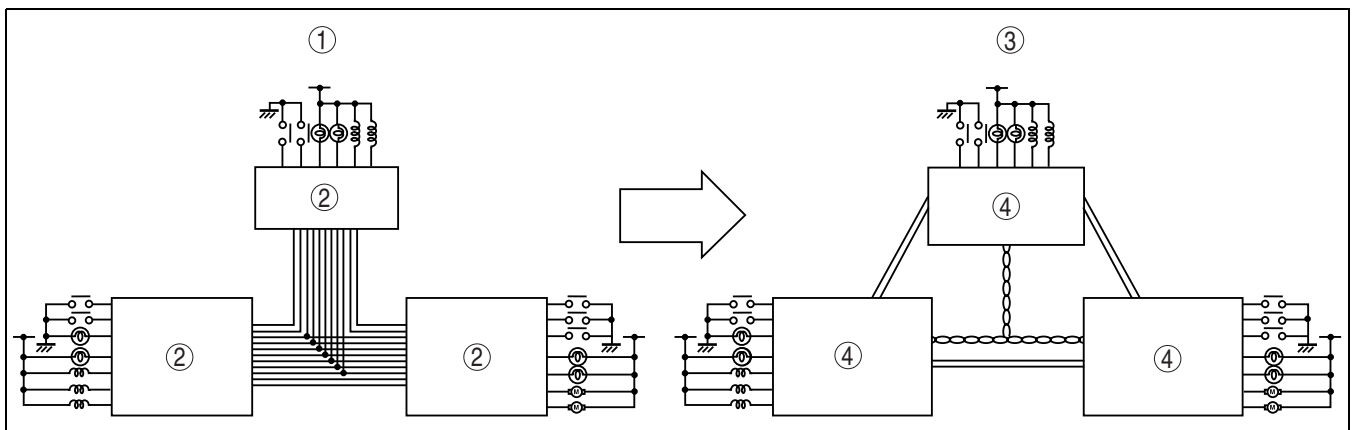 ① ③
② ④
② ② ④ ④
M M
M M